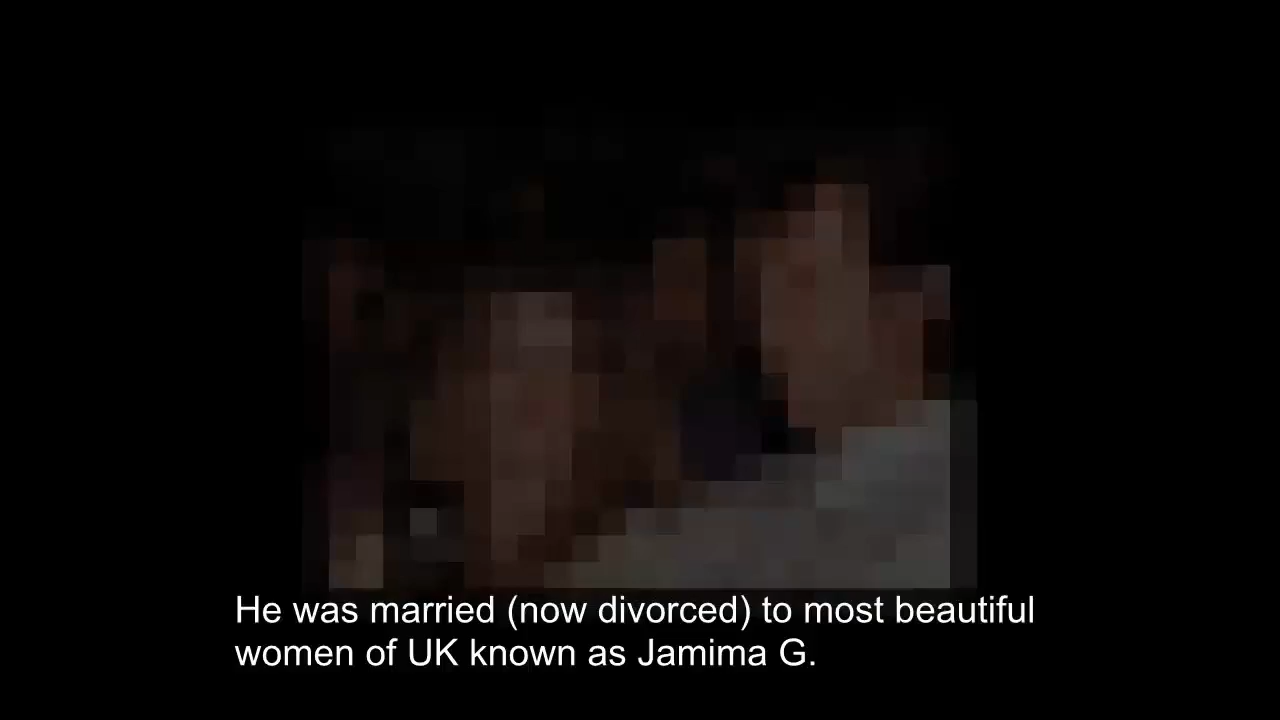 He was married (now divorced) to most beautiful
women of UK known as Jamima G.